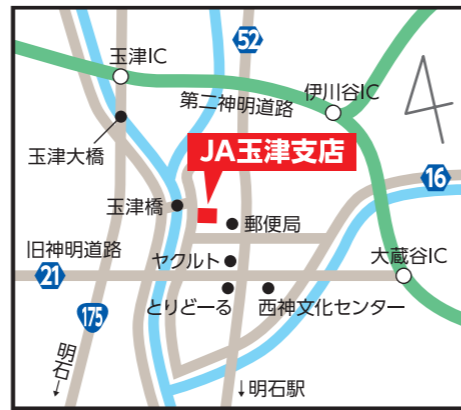 52
玉津IC
伊川谷IC
第二神明道路
玉津大橋
JA玉津支店
16
玉津橋
郵便局
旧神明道路
ヤクルト
大蔵谷IC
21
とりどーる
西神文化センター
175
明石→
↓明石駅